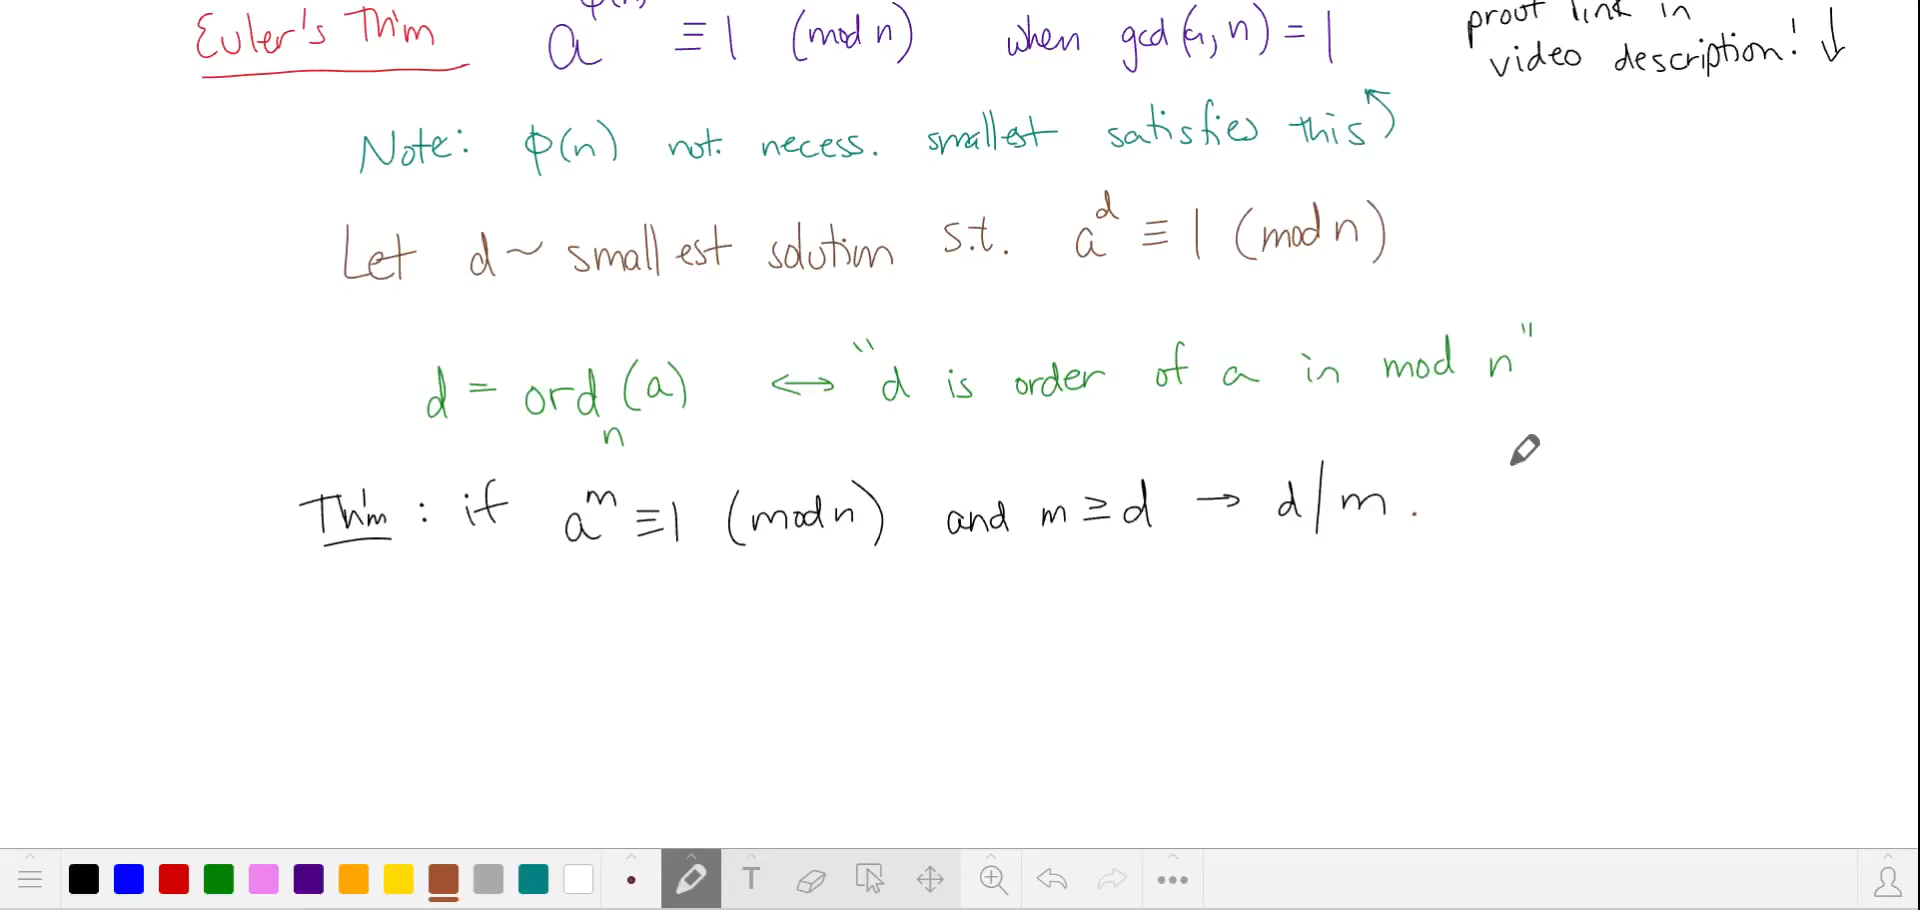 Euler's Th'm a^φ(n) ≡ 1 (mod n) when gcd(a, n) = 1
proof link in
video description! ↓
Note: φ(n) not. necess. smallest satisfies this
Let d ~ smallest solution s.t. a^d ≡ 1 (mod n)
d = ord_n (a) ⟷ "d is order of a in mod n"
Th'm : if a^m ≡ 1 (mod n) and m ≥ d → d | m .
T